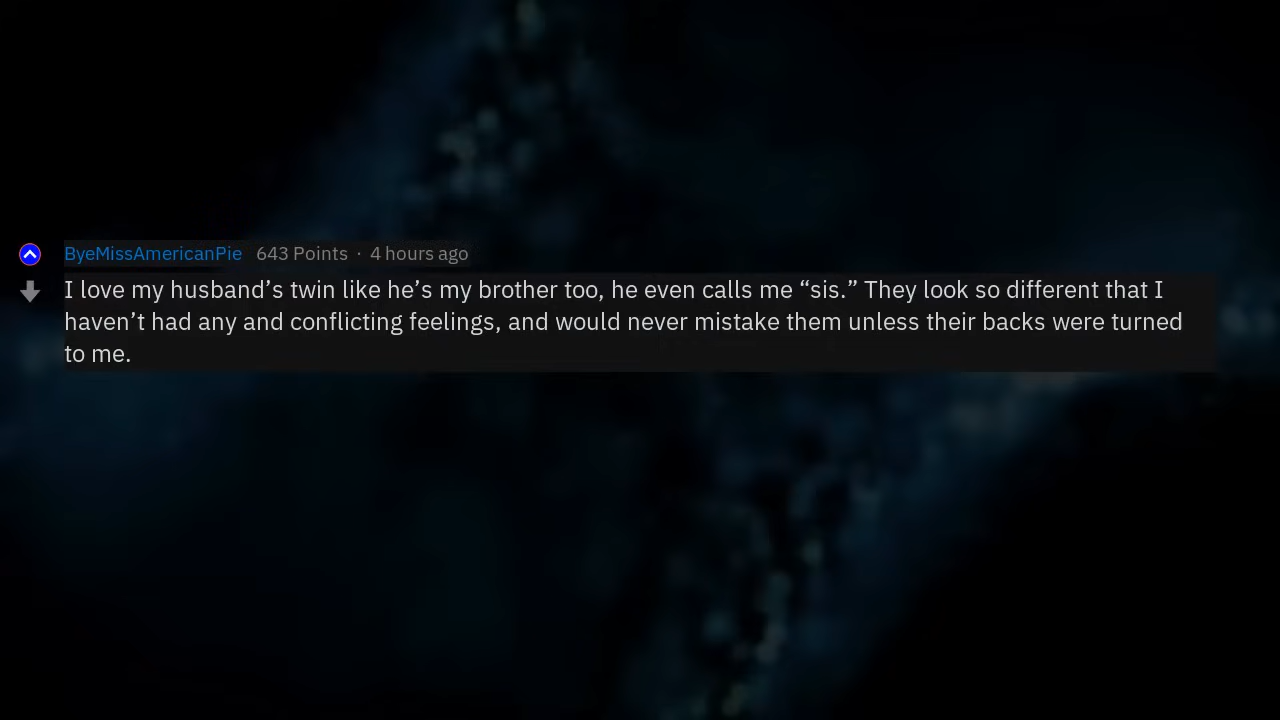 ByeMissAmericanPie 643 Points · 4 hours ago
I love my husband’s twin like he’s my brother too, he even calls me “sis.” They look so different that I
haven’t had any and conflicting feelings, and would never mistake them unless their backs were turned
to me.